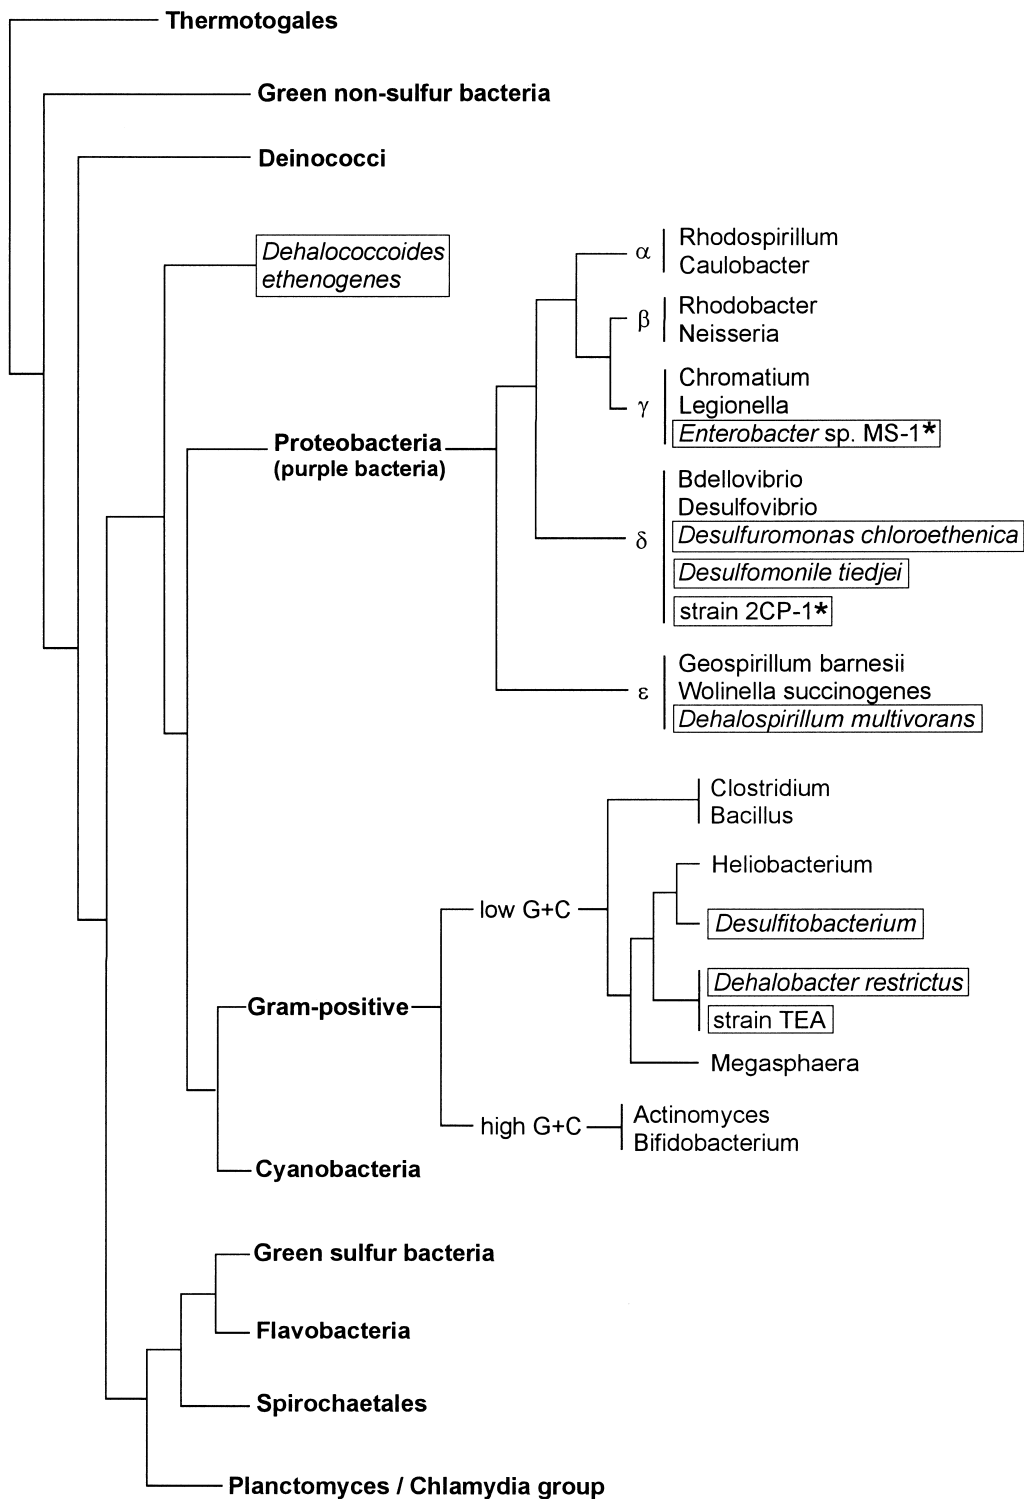 Thermotogales
Green non-sulfur bacteria
Deinococci
Dehalococcoides
ethenogenes
Proteobacteria
(purple bacteria)
α
Rhodospirillum
Caulobacter
β
Rhodobacter
Neisseria
γ
Chromatium
Legionella
Enterobacter sp. MS-1*
δ
Bdellovibrio
Desulfovibrio
Desulfuromonas chloroethenica
Desulfomonile tiedjei
strain 2CP-1*
ε
Geospirillum barnesii
Wolinella succinogenes
Dehalospirillum multivorans
Gram-positive
low G+C
Clostridium
Bacillus
Heliobacterium
Desulfitobacterium
Dehalobacter restrictus
strain TEA
Megasphaera
high G+C
Actinomyces
Bifidobacterium
Cyanobacteria
Green sulfur bacteria
Flavobacteria
Spirochaetales
Planctomyces / Chlamydia group